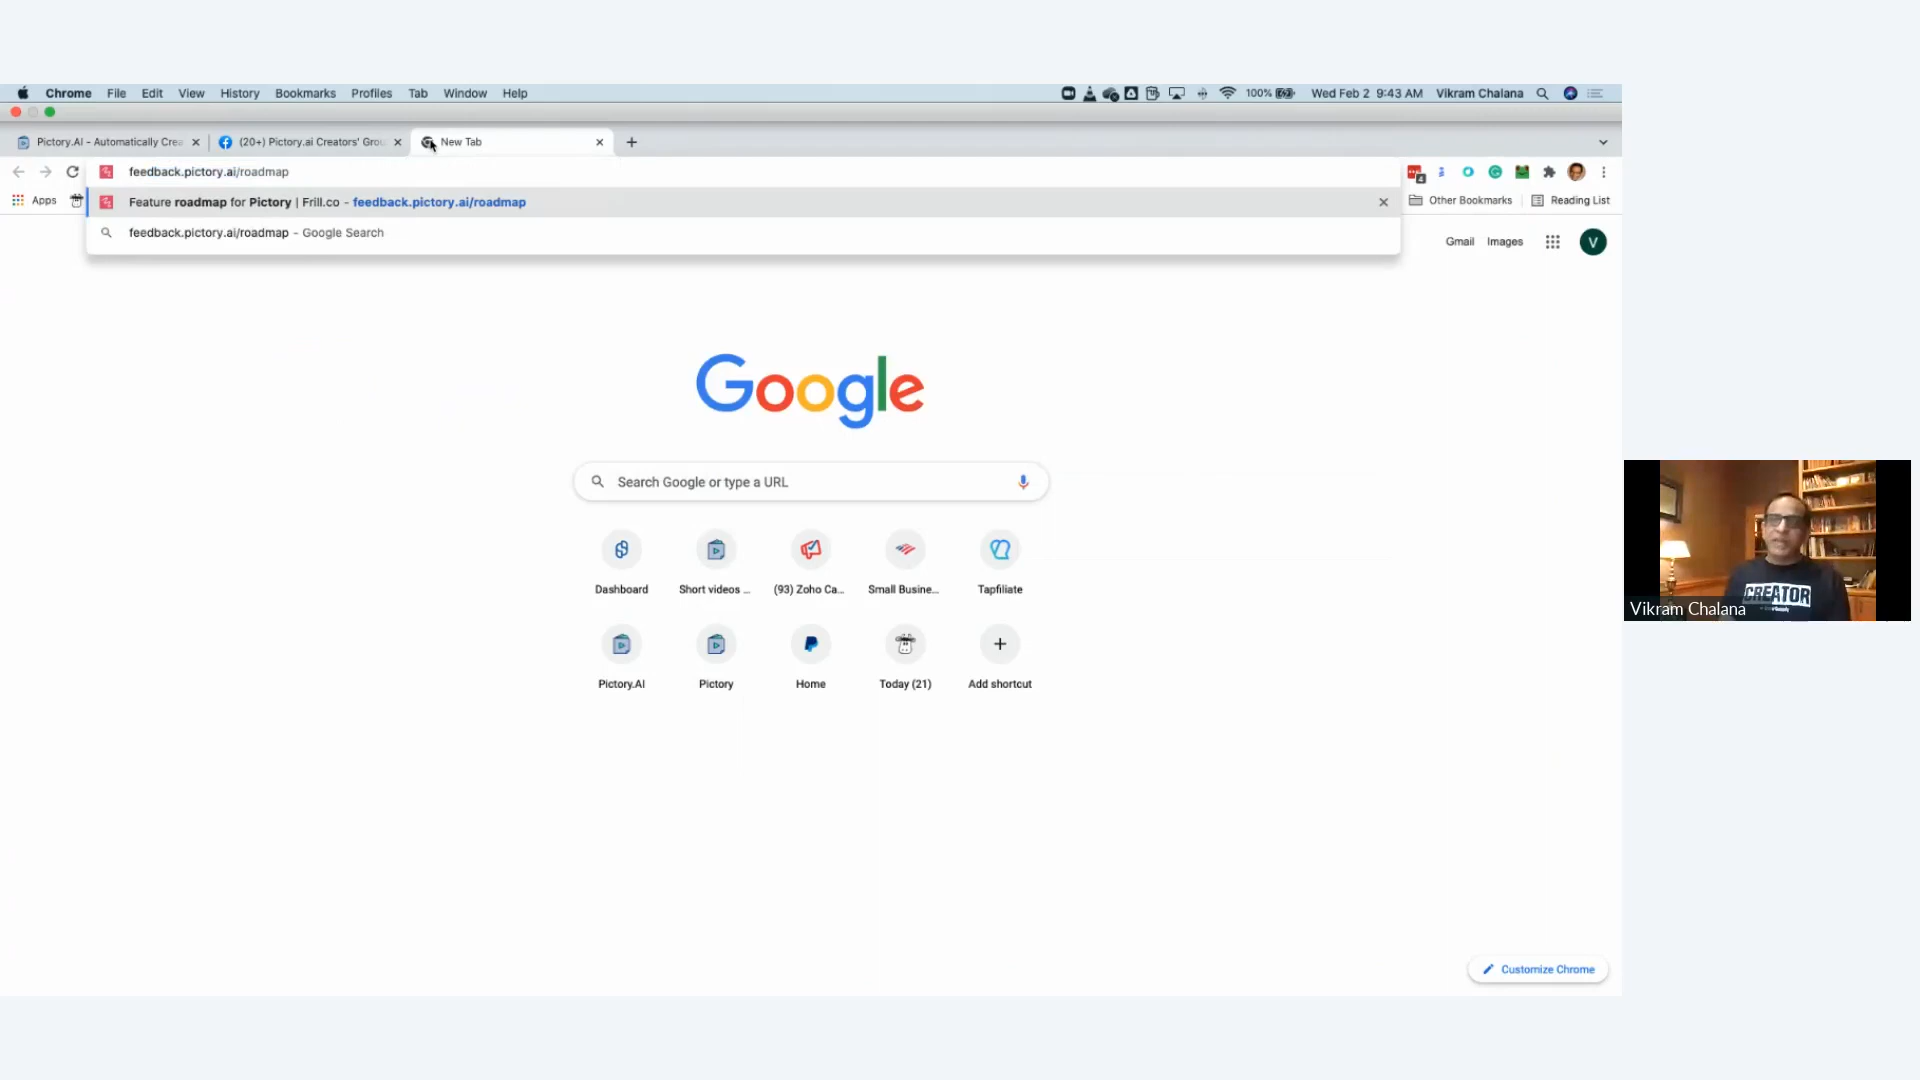 Chrome File Edit View History Bookmarks Profiles Tab Window Help 100% Wed Feb 2 9:43 AM Vikram Chalana
Pictory.AI - Automatically Crea (20+) Pictory.ai Creators' Grou New Tab
feedback.pictory.ai/roadmap
Apps Feature roadmap for Pictory | Frill.co - feedback.pictory.ai/roadmap Other Bookmarks Reading List
feedback.pictory.ai/roadmap - Google Search
Gmail Images V
Google
Search Google or type a URL
Dashboard Short videos ... (93) Zoho Ca... Small Busine... Tapfiliate
CREATOR
Vikram Chalana
Pictory.AI Pictory Home Today (21) Add shortcut
Customize Chrome